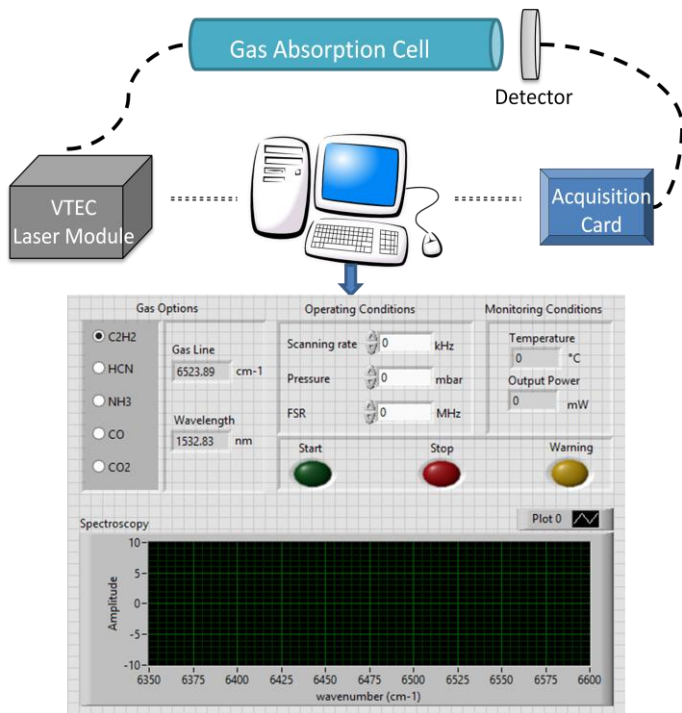 Gas Absorption Cell
Detector
VTEC
Laser Module
Acquisition
Card
Gas Options
Operating Conditions
Monitoring Conditions
C2H2
HCN
NH3
CO
CO2
Gas Line
6523.89 cm-1
Wavelength
1532.83 nm
Scanning rate 0 kHz
Pressure 0 mbar
FSR 0 MHz
Temperature
0 °C
Output Power
0 mW
Start
Stop
Warning
Spectroscopy
Plot 0
Amplitude
10
5
0
-5
-10
6350 6375 6400 6425 6450 6475 6500 6525 6550 6575 6600
wavenumber (cm-1)